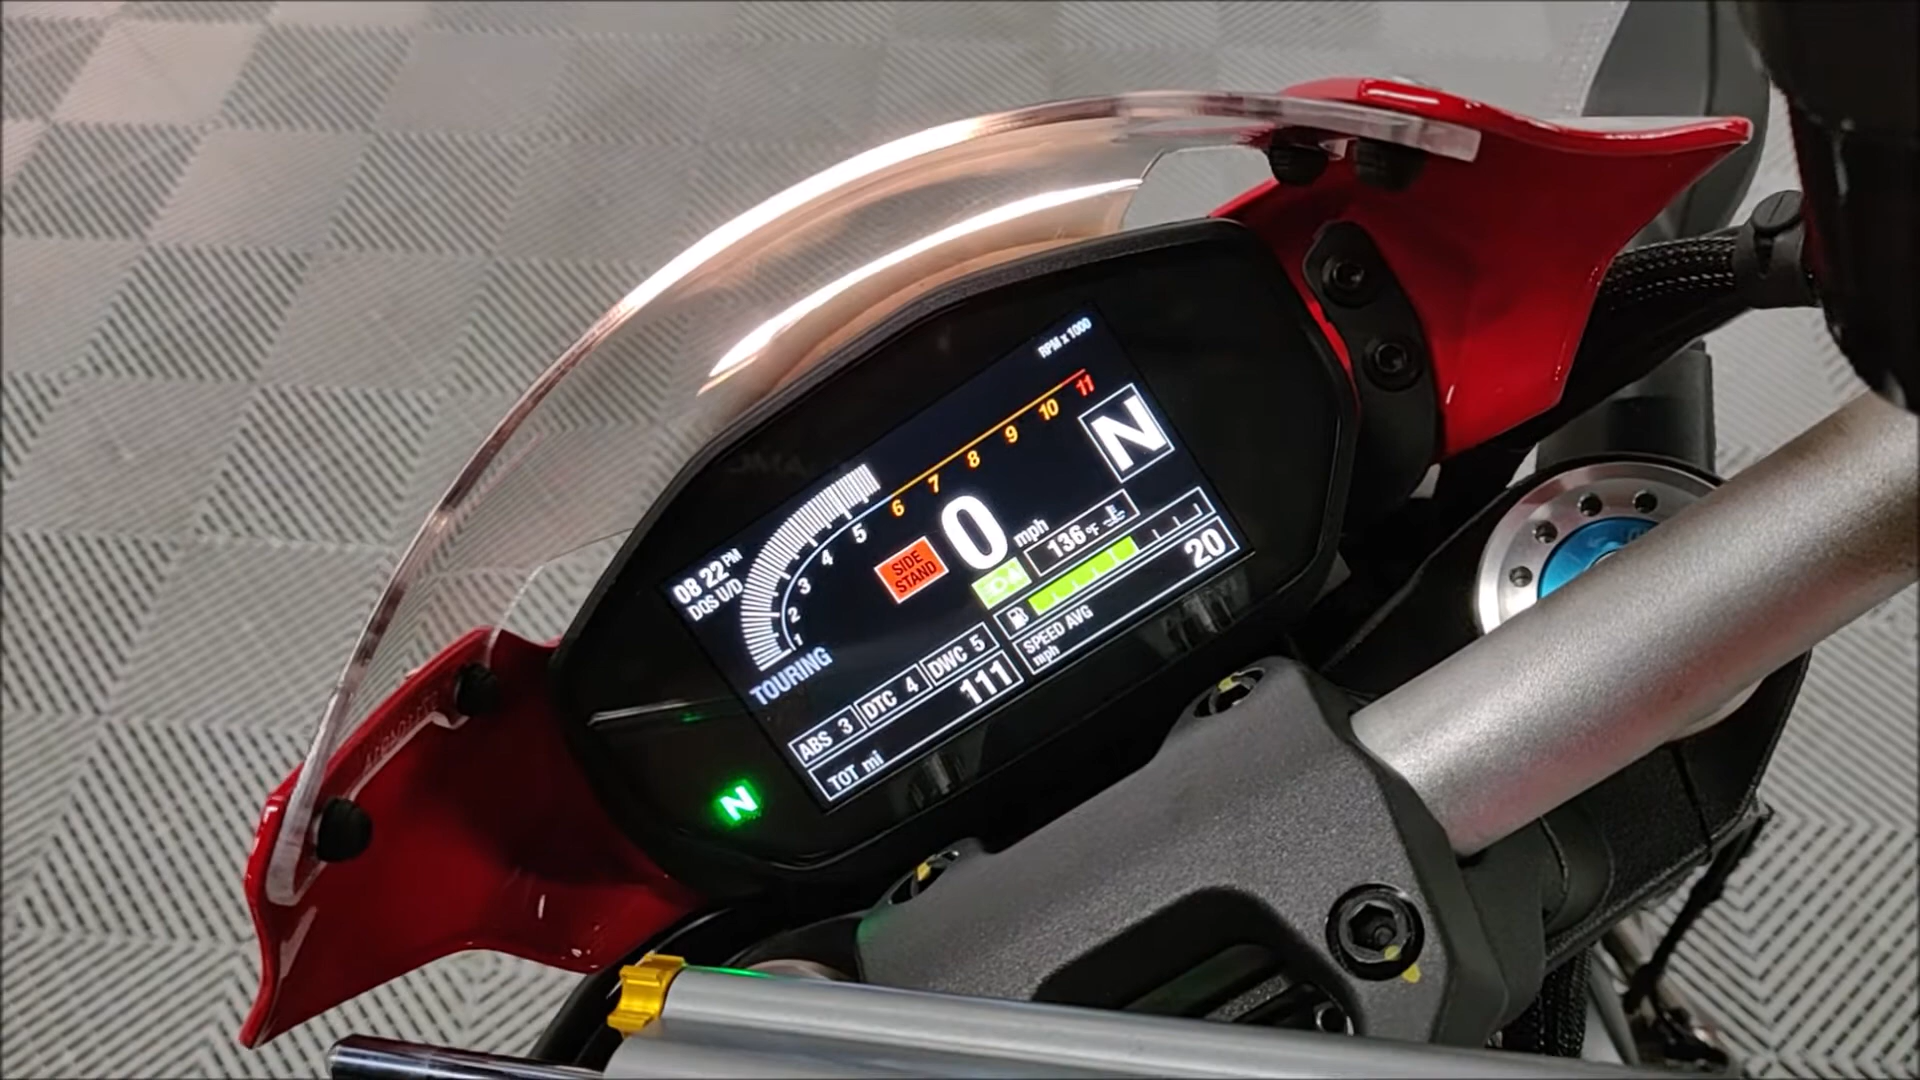 RPM x 1000
08 22 PM
DQS U/D
1 2 3 4 5 6 7 8 9 10 11
N
0 mph
SIDE
STAND
136 °F
TOURING
ABS 3 DTC 4 DWC 5
TOT mi 111
SPEED AVG
mph 20
N